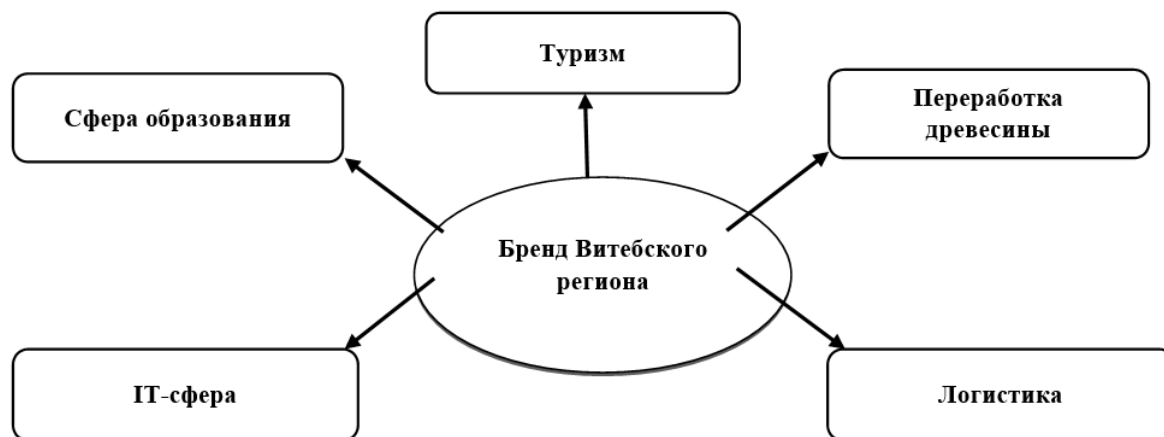 Туризм
Сфера образования
Переработка
древесины
Бренд Витебского
региона
IT-сфера
Логистика